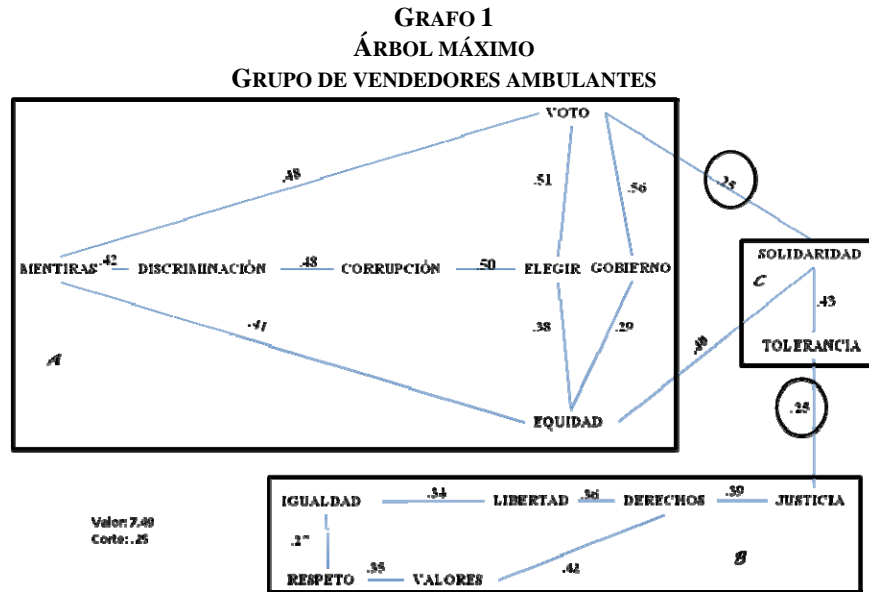 GRAFO 1
ÁRBOL MÁXIMO
GRUPO DE VENDEDORES AMBULANTES
VOTO
.48
.51
.56
.25
MENTIRAS .42 DISCRIMINACIÓN .48 CORRUPCIÓN .50 ELEGIR GOBIERNO
SOLIDARIDAD
C
.43
.41
.38
.29
TOLERANCIA
A
EQUIDAD
.25
IGUALDAD .34 LIBERTAD .36 DERECHOS .39 JUSTICIA
Valor: 7.49
Corte: .25
B
RESPETO .35 VALORES